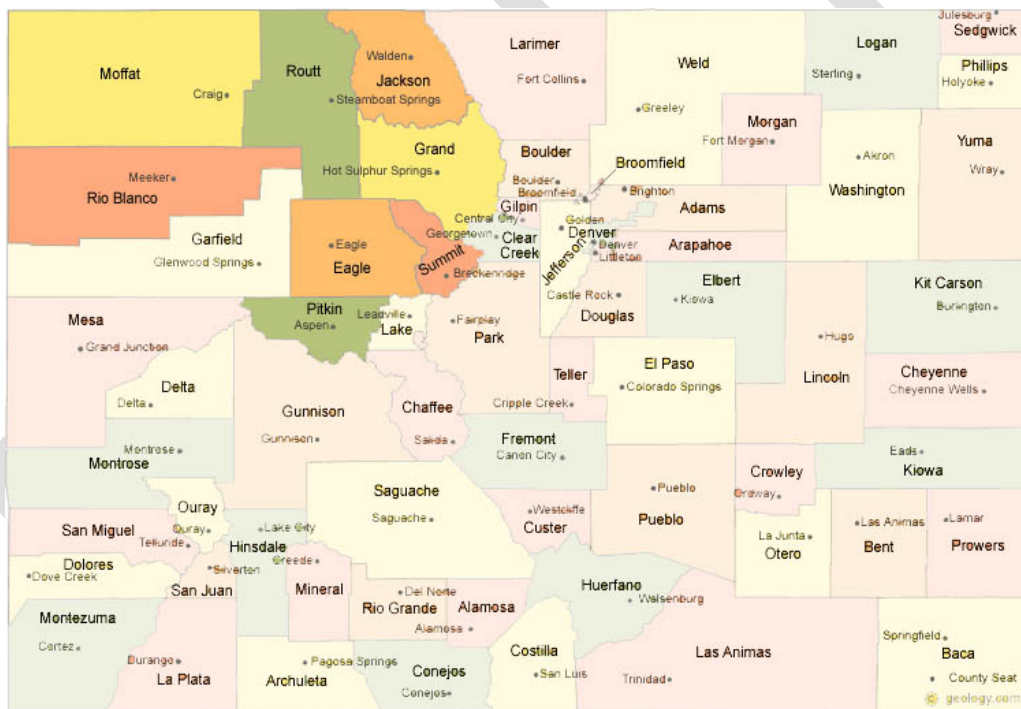 Julesburg
Sedgwick
Moffat
Craig
Routt
Steamboat Springs
Walden
Jackson
Larimer
Fort Collins
Weld
Greeley
Logan
Sterling
Phillips
Holyoke
Morgan
Fort Morgan
Grand
Hot Sulphur Springs
Boulder
Boulder
Broomfield
Broomfield
Brighton
Akron
Washington
Yuma
Wray
Meeker
Rio Blanco
Gilpin
Central City
Golden
Adams
Garfield
Glenwood Springs
Eagle
Eagle
Summit
Breckenridge
Georgetown
Clear
Creek
Jefferson
Denver
Denver
Littleton
Arapahoe
Elbert
Kiowa
Kit Carson
Burlington
Castle Rock
Douglas
Mesa
Grand Junction
Pitkin
Aspen
Leadville
Lake
Fairplay
Park
Hugo
Lincoln
El Paso
Colorado Springs
Teller
Cripple Creek
Cheyenne
Cheyenne Wells
Delta
Delta
Gunnison
Gunnison
Chaffee
Salida
Fremont
Canon City
Montrose
Montrose
Eads
Kiowa
Crowley
Ordway
Pueblo
Pueblo
Saguache
Saguache
Westcliffe
Custer
Ouray
Ouray
San Miguel
Telluride
Lake City
Hinsdale
Creede
Silverton
San Juan
Mineral
Dolores
Dove Creek
La Junta
Otero
Las Animas
Bent
Lamar
Prowers
Del Norte
Rio Grande
Alamosa
Alamosa
Huerfano
Walsenburg
Montezuma
Cortez
Durango
La Plata
Pagosa Springs
Archuleta
Conejos
Conejos
Costilla
San Luis
Las Animas
Trinidad
Springfield
Baca
County Seat
geology.com